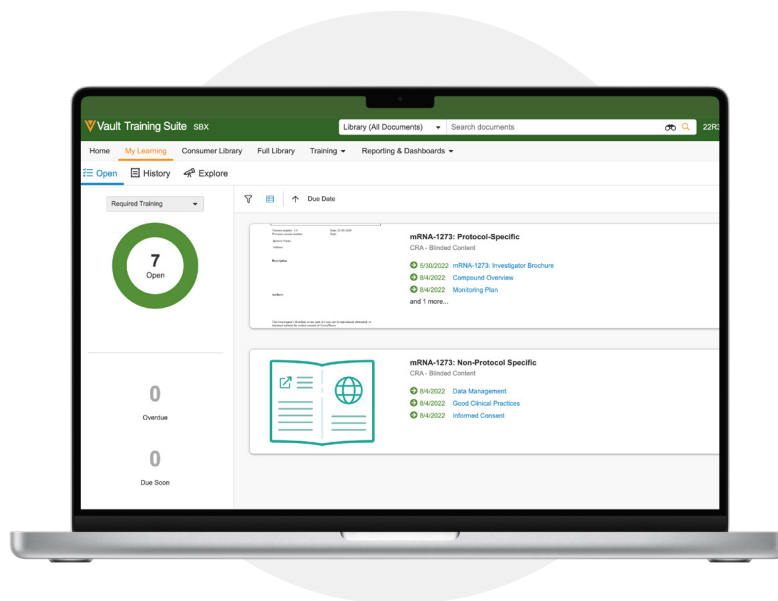 Vault Training Suite SBX
Library (All Documents) Search documents
22R3
Home My Learning Consumer Library Full Library Training Reporting & Dashboards
Open History Explore
Required Training
Due Date
7
Open
0
Overdue
0
Due Soon
mRNA-1273: Protocol-Specific
CRA - Blinded Content
5/30/2022 mRNA-1273: Investigator Brochure
8/4/2022 Compound Overview
8/4/2022 Monitoring Plan
and 1 more...
mRNA-1273: Non-Protocol Specific
CRA - Blinded Content
8/4/2022 Data Management
8/4/2022 Good Clinical Practices
8/4/2022 Informed Consent